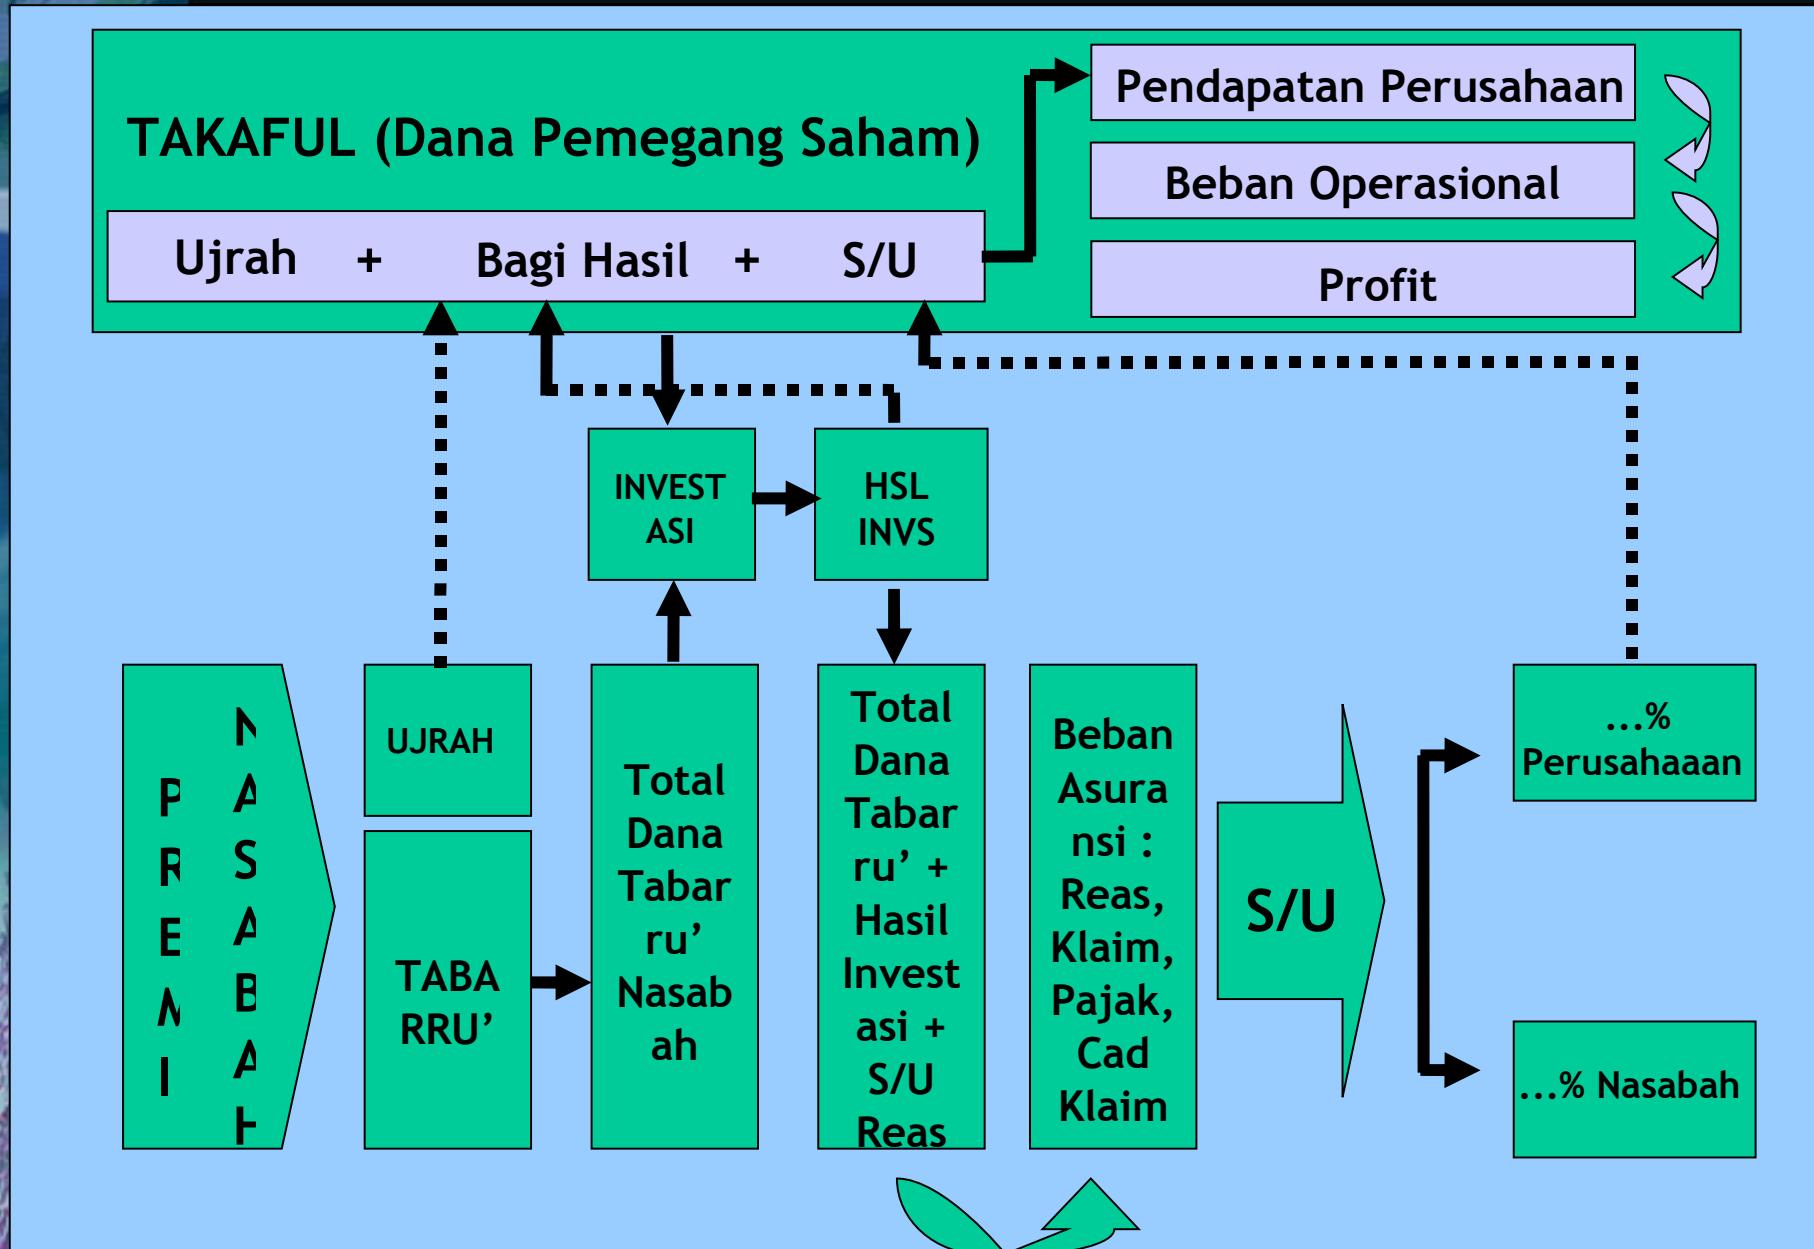 TAKAFUL (Dana Pemegang Saham)
Ujrah + Bagi Hasil + S/U
Pendapatan Perusahaan
Beban Operasional
Profit
INVEST
ASI
HSL
INVS
PREMI
NASABAH
UJRAH
TABA
RRU’
Total
Dana
Tabar
ru’
Nasab
ah
Total
Dana
Tabar
ru’ +
Hasil
Invest
asi +
S/U
Reas
Beban
Asura
nsi :
Reas,
Klaim,
Pajak,
Cad
Klaim
S/U
...%
Perusahaaan
...% Nasabah